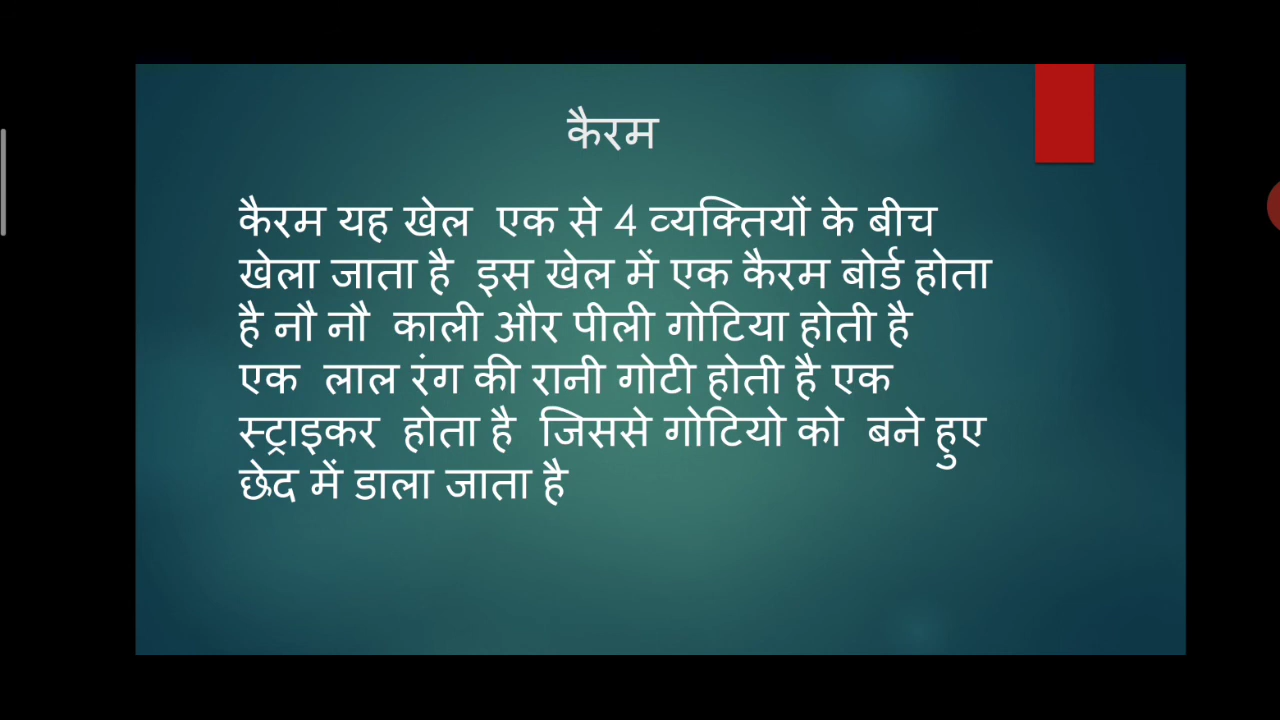 कैरम
कैरम यह खेल एक से 4 व्यक्तियों के बीच
खेला जाता है इस खेल में एक कैरम बोर्ड होता
है नौ नौ काली और पीली गोटिया होती है
एक लाल रंग की रानी गोटी होती है एक
स्ट्राइकर होता है जिससे गोटियो को बने हुए
छेद में डाला जाता है